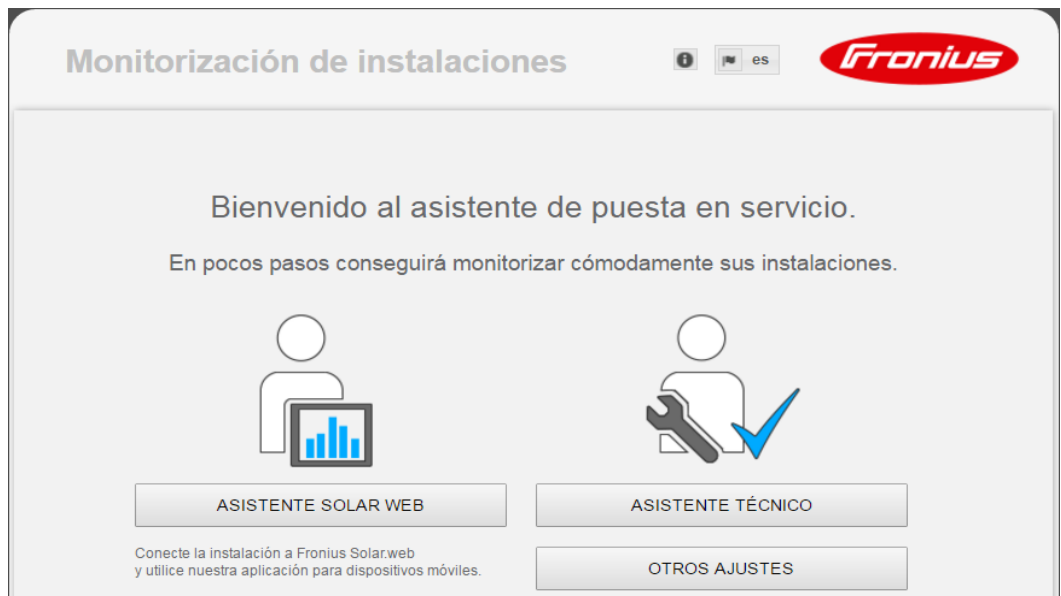 Monitorización de instalaciones
es
Fronius
Bienvenido al asistente de puesta en servicio.
En pocos pasos conseguirá monitorizar cómodamente sus instalaciones.
ASISTENTE SOLAR WEB
ASISTENTE TÉCNICO
Conecte la instalación a Fronius Solar.web
y utilice nuestra aplicación para dispositivos móviles.
OTROS AJUSTES